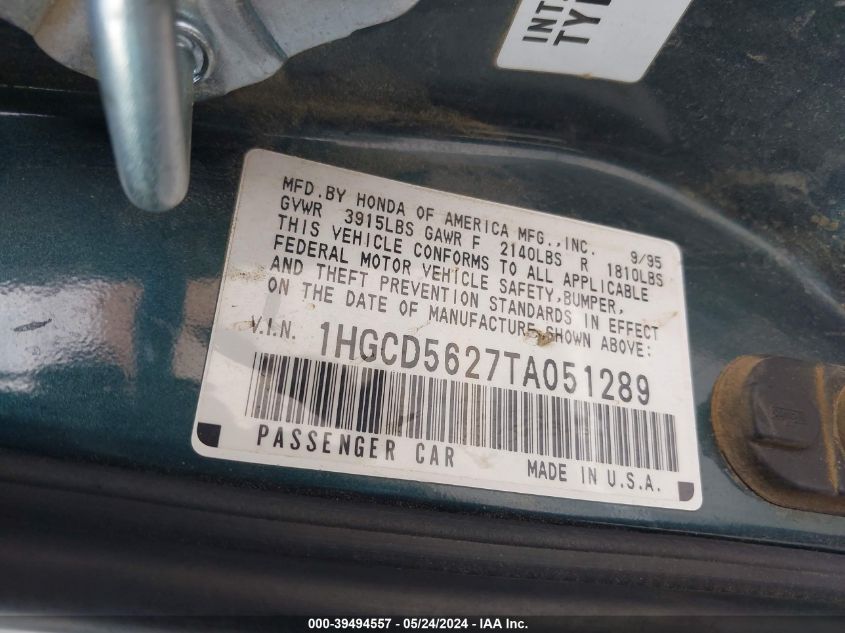 INT
TY
MFD.BY HONDA OF AMERICA MFG.,INC. 9/95
GVWR 3915LBS GAWR F 2140LBS R 1810LBS
THIS VEHICLE CONFORMS TO ALL APPLICABLE
FEDERAL MOTOR VEHICLE SAFETY,BUMPER,
AND THEFT PREVENTION STANDARDS IN EFFECT
ON THE DATE OF MANUFACTURE SHOWN ABOVE:
V.I.N. 1HGCD5627TA051289
PASSENGER CAR MADE IN U.S.A.
000-39494557 - 05/24/2024 - IAA Inc.